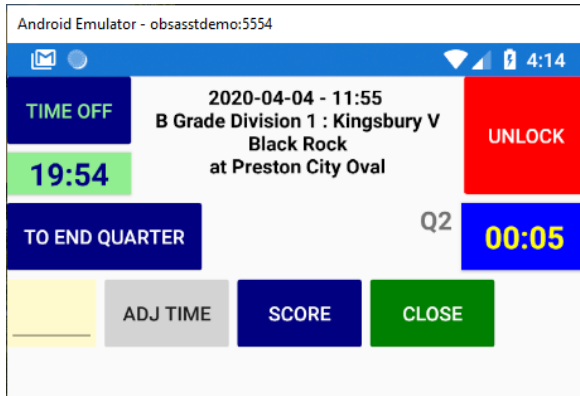 Android Emulator - obsasstdemo:5554
4:14
TIME OFF
2020-04-04 - 11:55
B Grade Division 1 : Kingsbury V
Black Rock
at Preston City Oval
UNLOCK
19:54
TO END QUARTER
Q2
00:05
ADJ TIME
SCORE
CLOSE